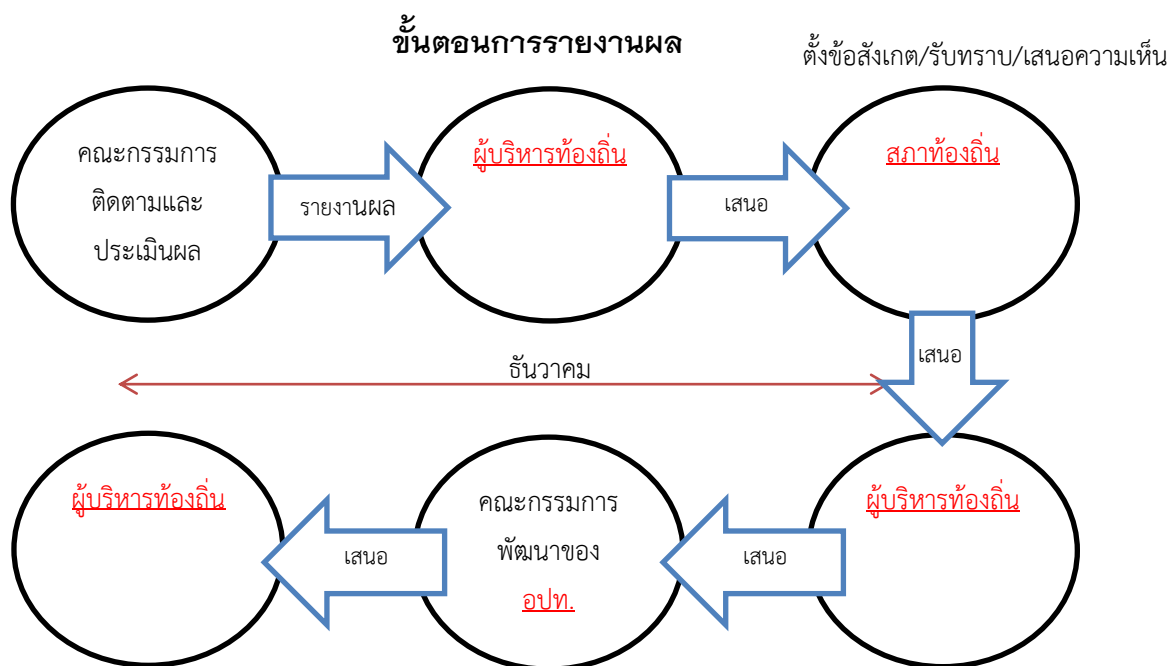 ขั้นตอนการรายงานผล
ตั้งข้อสังเกต/รับทราบ/เสนอความเห็น
คณะกรรมการ
ติดตามและ
ประเมินผล
รายงานผล
ผู้บริหารท้องถิ่น
เสนอ
สภาท้องถิ่น
เสนอ
ธันวาคม
ผู้บริหารท้องถิ่น
เสนอ
คณะกรรมการ
พัฒนาของ
อปท.
เสนอ
ผู้บริหารท้องถิ่น